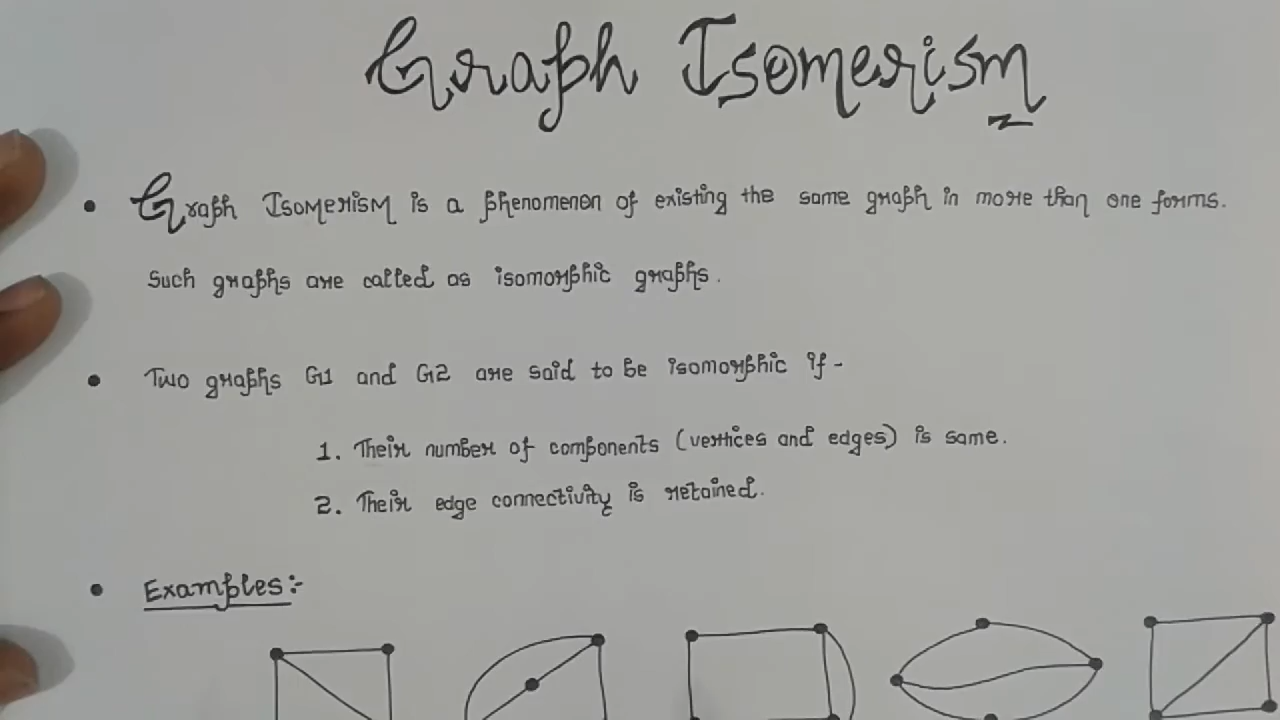 Graph Isomerism
• Graph Isomerism is a phenomenon of existing the same graph in more than one forms.
Such graphs are called as isomorphic graphs.
• Two graphs G1 and G2 are said to be isomorphic if -
1. Their number of components (vertices and edges) is same.
2. Their edge connectivity is retained.
• Examples:-